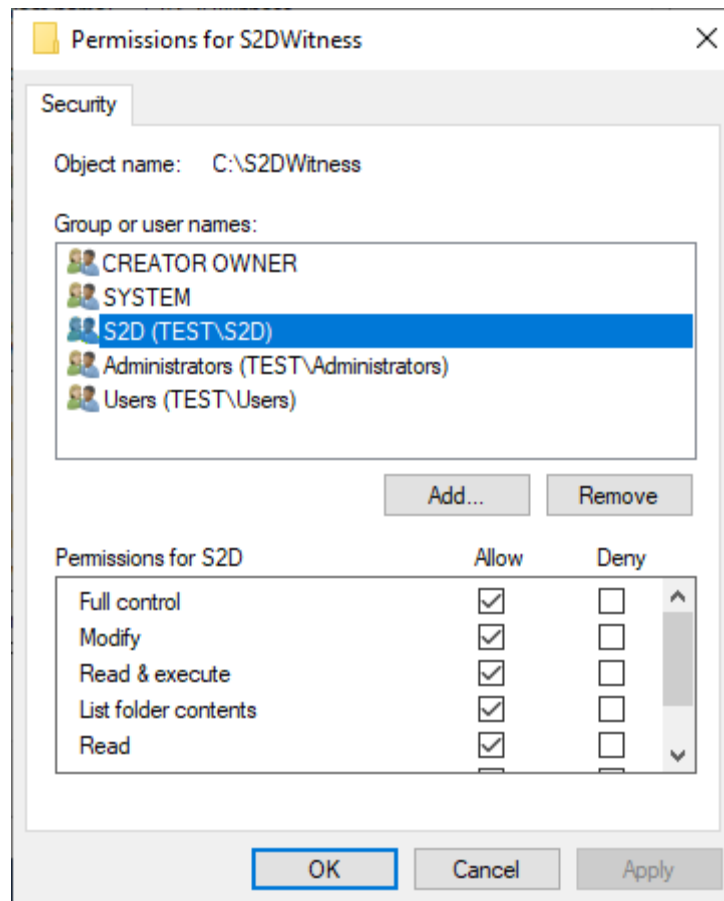 Permissions for S2DWitness
Security
Object name: C:\S2DWitness
Group or user names:
CREATOR OWNER
SYSTEM
S2D (TEST\S2D)
Administrators (TEST\Administrators)
Users (TEST\Users)
Add... Remove
Permissions for S2D Allow Deny
Full control
Modify
Read & execute
List folder contents
Read
OK Cancel Apply